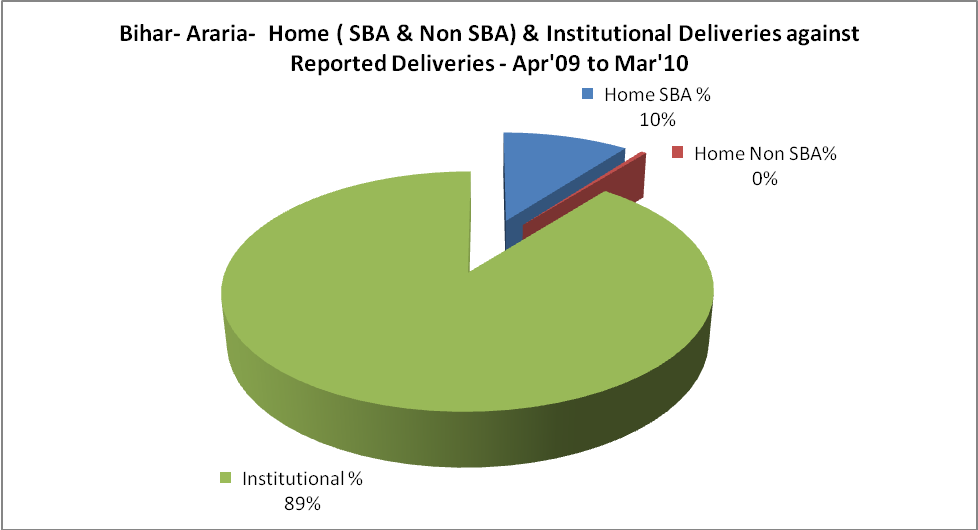 Bihar- Araria- Home ( SBA & Non SBA) & Institutional Deliveries against
Reported Deliveries - Apr'09 to Mar'10
Home SBA %
10%
Home Non SBA%
0%
Institutional %
89%